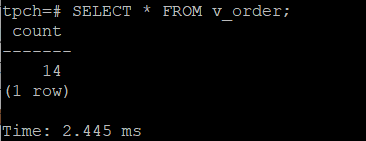 tpch=# SELECT * FROM v_order;
 count
-------
    14
(1 row)

Time: 2.445 ms